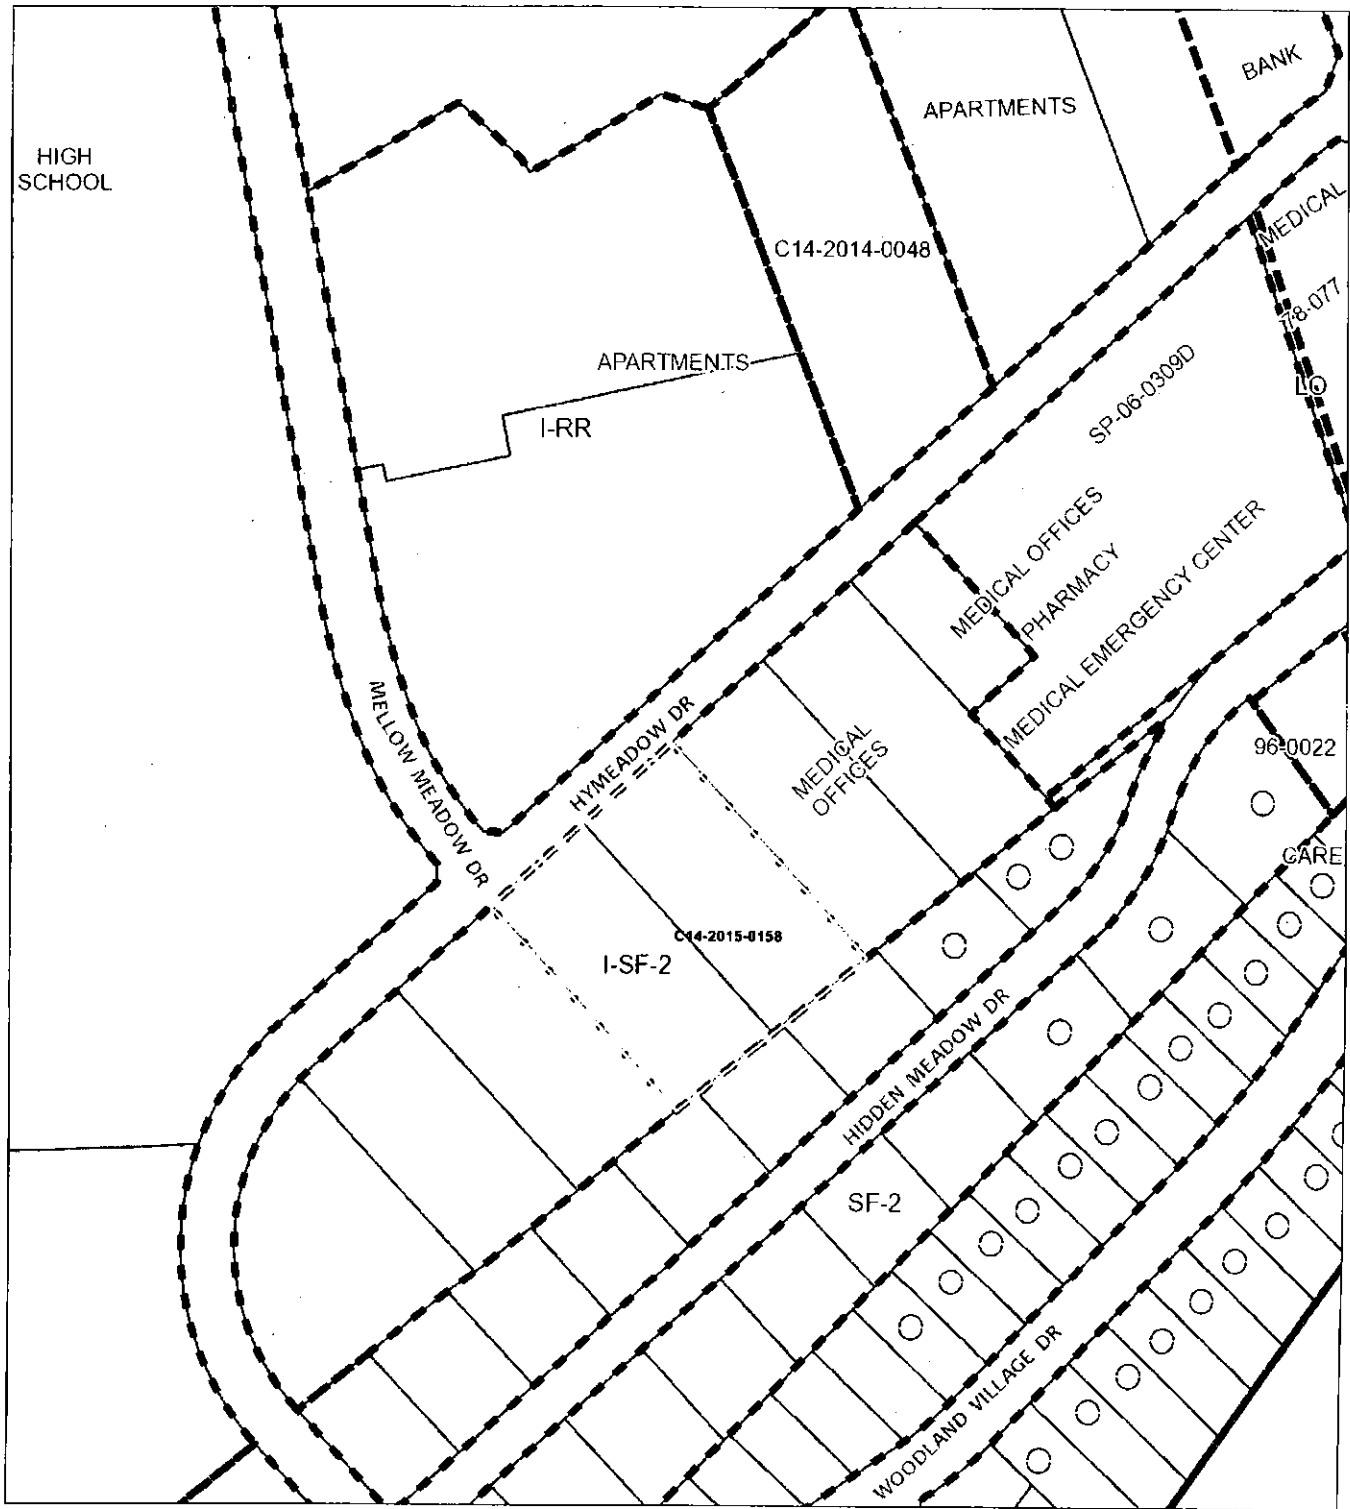 BANK
APARTMENTS
HIGH
SCHOOL
MEDICAL
C14-2014-0048
78-077
APARTMENTS
LO
SP-06-0309D
I-RR
MEDICAL OFFICES
PHARMACY
MEDICAL EMERGENCY CENTER
MELLOW MEADOW DR
HYMEADOW DR
MEDICAL
OFFICES
96-0022
CARE
C14-2015-0158
I-SF-2
HIDDEN MEADOW DR
SF-2
WOODLAND VILLAGE DR